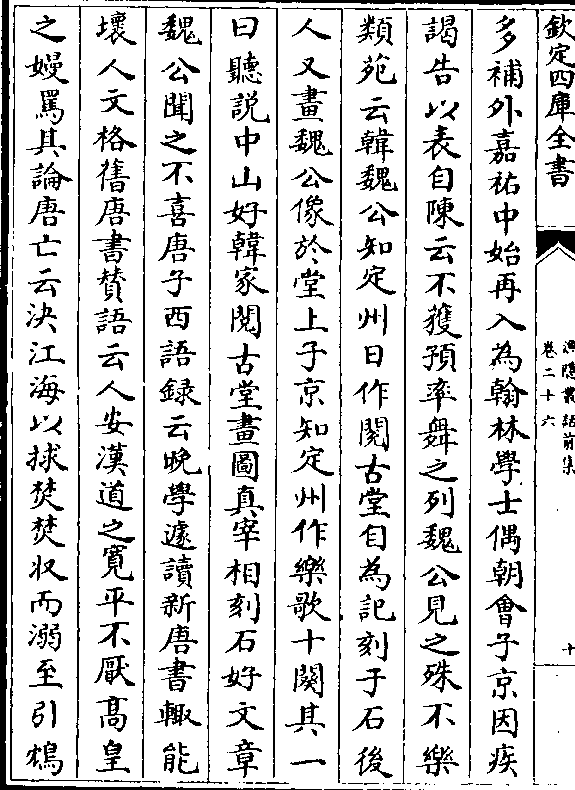 欽定四庫全書
漁隱叢話前集
卷二十六
十
多補外嘉祐中始再入為翰林學士偶朝會子京因疾
謁告以表自陳云不獲預率舞之列魏公見之殊不樂
類苑云韓魏公知定州日作閱古堂自為記刻于石後
人又畫魏公像於堂上子京知定州作樂歌十闋其一
曰聽說中山好韓家閱古堂畫圖真宰相刻石好文章
魏公聞之不喜唐子西語録云晚學遽讀新唐書輙能
壞人文格舊唐書贊語云人安漢道之寛平不厭高皇
之嫚罵其論唐亡云決江海以捄焚焚收而溺至引鴆